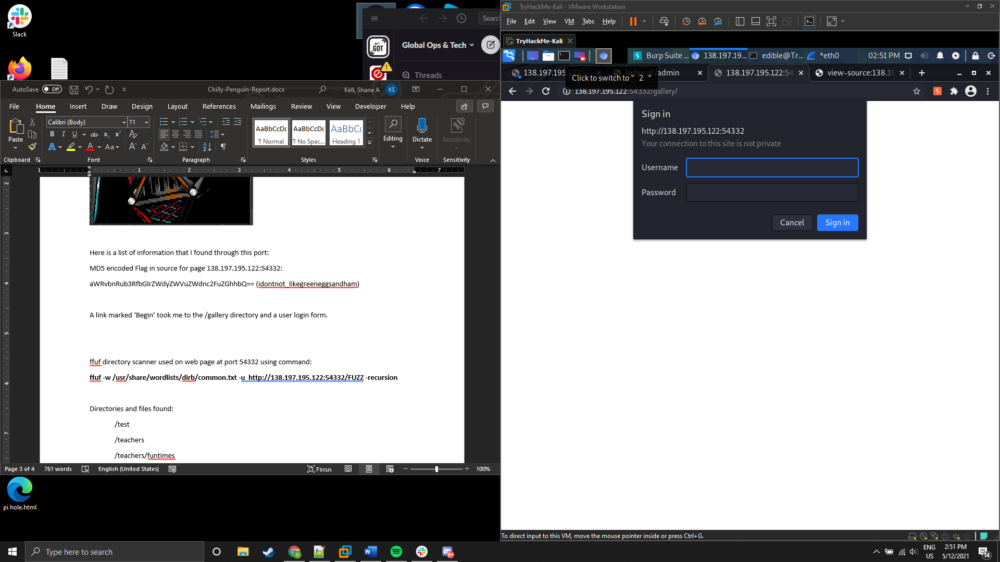 Slack
pi hole.html
Search
GOT
Global Ops & Tech
Threads
AutoSave
Off
Chilly-Penguin-Report.docx
Kell, Shane A
KS
File
Home
Insert
Draw
Design
Layout
References
Mailings
Review
View
Developer
Help
Paste
Calibri (Body)
11
AaBbCcDc
AaBbCcDc
AaBbCc
¶ Normal
¶ No Spac...
Heading 1
Editing
Dictate
Sensitivity
Clipboard
Font
Paragraph
Styles
Voice
Sensitivity
Here is a list of information that I found through this port:
MD5 encoded Flag in source for page 138.197.195.122:54332:
aWRvbnRub3RfbGlrZWdyZWVuZWdnc2FuZGhhbQ== (idontnot_likegreeneggsandham)
A link marked ‘Begin’ took me to the /gallery directory and a user login form.
ffuf directory scanner used on web page at port 54332 using command:
ffuf -w /usr/share/wordlists/dirb/common.txt -u http://138.197.195.122:54332/FUZZ -recursion
Directories and files found:
/test
/teachers
/teachers/funtimes
Page 3 of 4
761 words
English (United States)
Focus
100%
TryHackMe-Kali - VMware Workstation
File
Edit
View
VM
Tabs
Help
TryHackMe-Kali
Burp Suite ...
138.197.19...
edible@Tr...
*eth0
02:51 PM
138.197.195.122:54
Index of /admin
138.197.195.122:54
view-source:138.19
Click to switch to " 2 "
138.197.195.122:54332/gallery/
Sign in
http://138.197.195.122:54332
Your connection to this site is not private
Username
Password
Cancel
Sign in
To direct input to this VM, move the mouse pointer inside or press Ctrl+G.
Type here to search
ENG
US
2:51 PM
5/12/2021
14